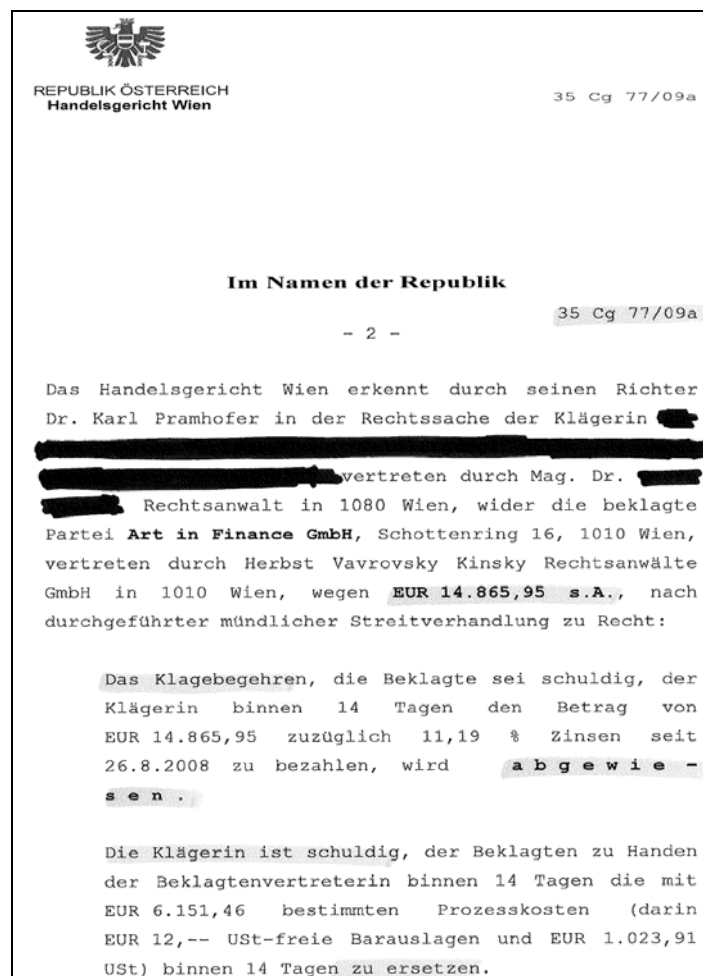 REPUBLIK ÖSTERREICH
Handelsgericht Wien
35 Cg 77/09a
Im Namen der Republik
35 Cg 77/09a
- 2 -
Das Handelsgericht Wien erkennt durch seinen Richter
Dr. Karl Pramhofer in der Rechtssache der Klägerin
vertreten durch Mag. Dr.
Rechtsanwalt in 1080 Wien, wider die beklagte
Partei Art in Finance GmbH, Schottenring 16, 1010 Wien,
vertreten durch Herbst Vavrovsky Kinsky Rechtsanwälte
GmbH in 1010 Wien, wegen EUR 14.865,95 s.A., nach
durchgeführter mündlicher Streitverhandlung zu Recht:
Das Klagebegehren, die Beklagte sei schuldig, der
Klägerin binnen 14 Tagen den Betrag von
EUR 14.865,95 zuzüglich 11,19 % Zinsen seit
26.8.2008 zu bezahlen, wird a b g e w i e -
s e n .
Die Klägerin ist schuldig, der Beklagten zu Handen
der Beklagtenvertreterin binnen 14 Tagen die mit
EUR 6.151,46 bestimmten Prozesskosten (darin
EUR 12,-- USt-freie Barauslagen und EUR 1.023,91
USt) binnen 14 Tagen zu ersetzen.